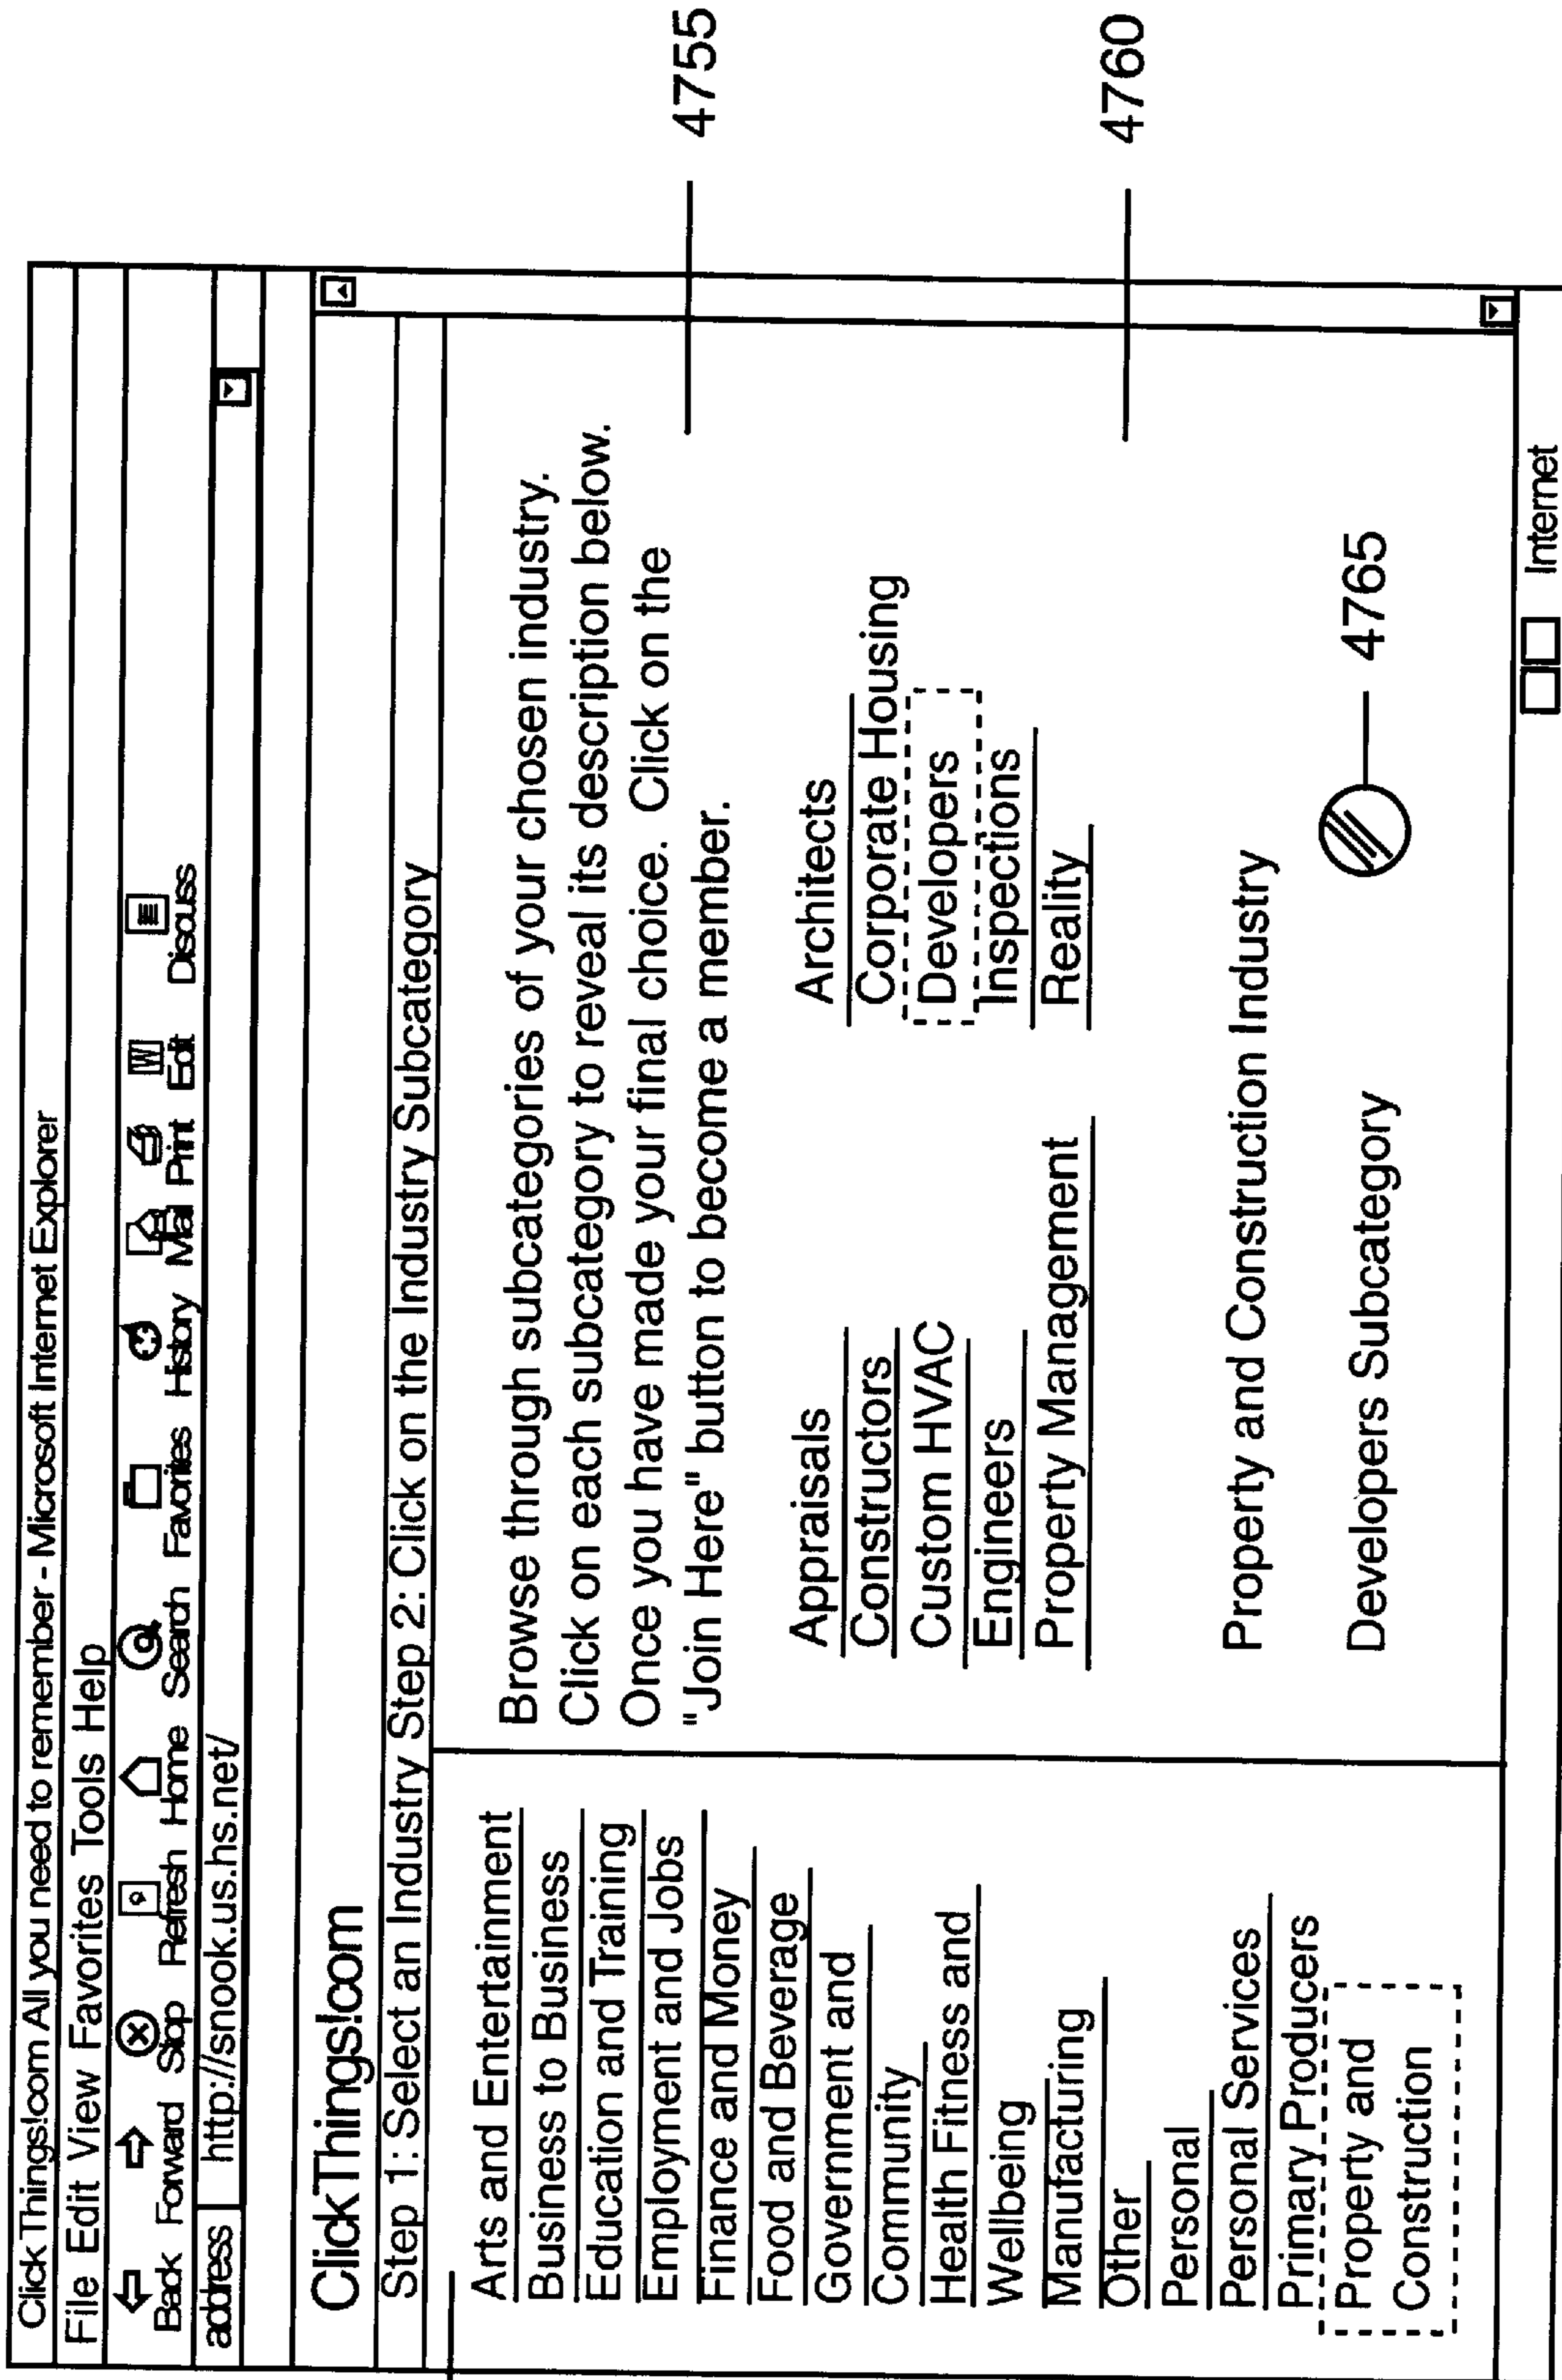 Click Things!com All you need to remember - Microsoft Internet Explorer
File Edit View Favorites Tools Help
Back Forward Stop Refresh Home Search Favorites History Mail Print Edit Discuss
W
address http://snook.us.hs.net/
ClickThings!com
Step 1: Select an Industry Step 2: Click on the Industry Subcategory
Arts and Entertainment
Business to Business
Education and Training
Employment and Jobs
Finance and Money
Food and Beverage
Government and
Community
Health Fitness and
Wellbeing
Manufacturing
Other
Personal
Personal Services
Primary Producers
Property and
Construction
Browse through subcategories of your chosen industry.
Click on each subcategory to reveal its description below.
Once you have made your final choice. Click on the
"Join Here" button to become a member.
4755
Appraisals
Constructors
Custom HVAC
Engineers
Property Management
Architects
Corporate Housing
Developers
Inspections
Reality
4760
Property and Construction Industry
Developers Subcategory
4765
Internet